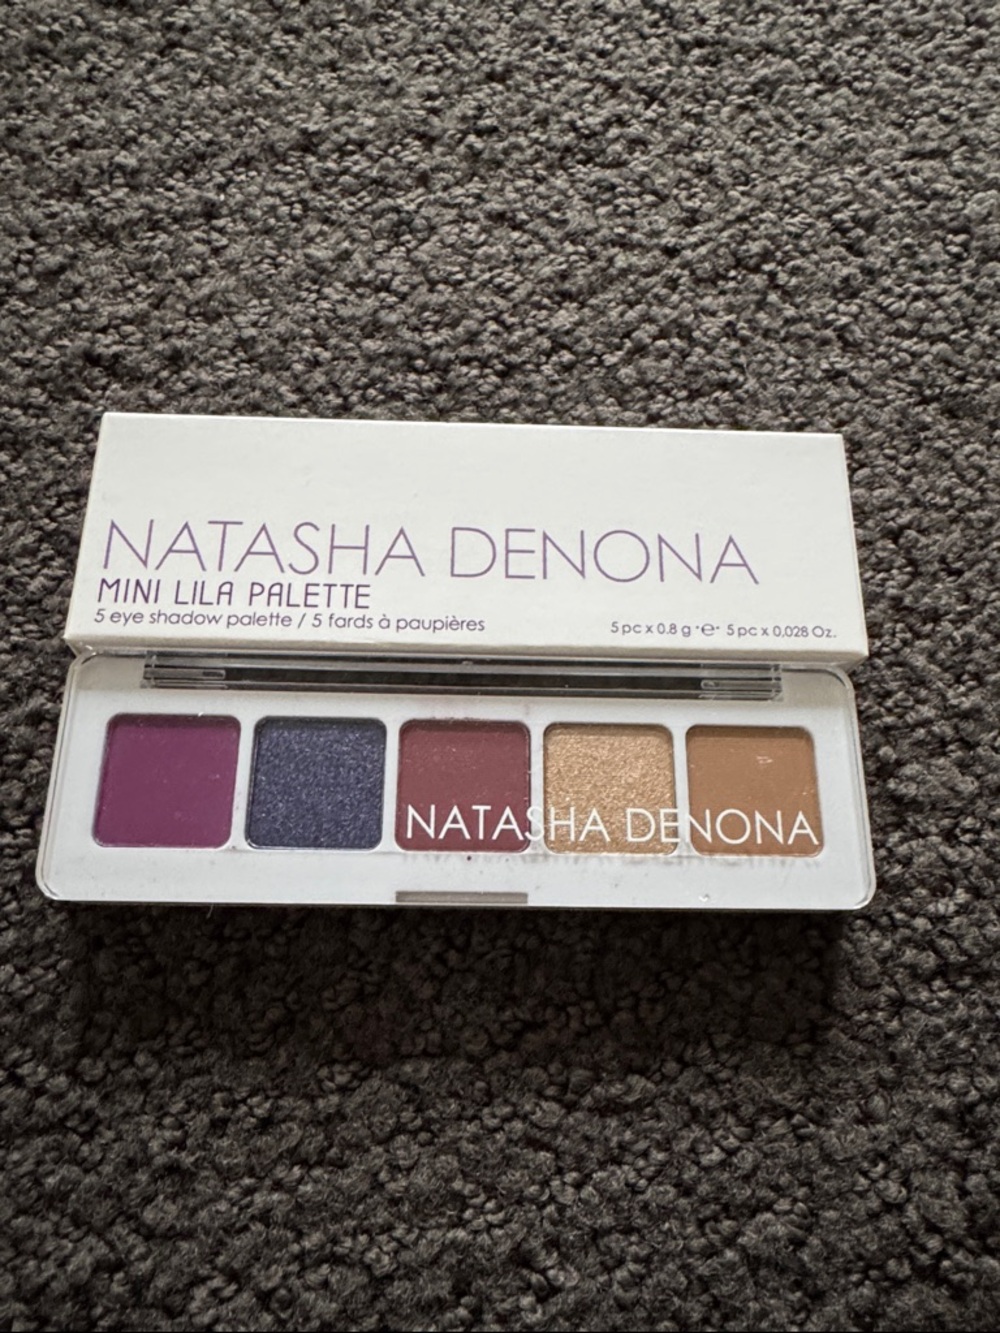 NATASHA DENONA
MINI LILA PALETTE
5 eye shadow palette / 5 fards à paupières
5 pc x 0.8 g ·e· 5 pc x 0,028 Oz.
NATASHA DENONA